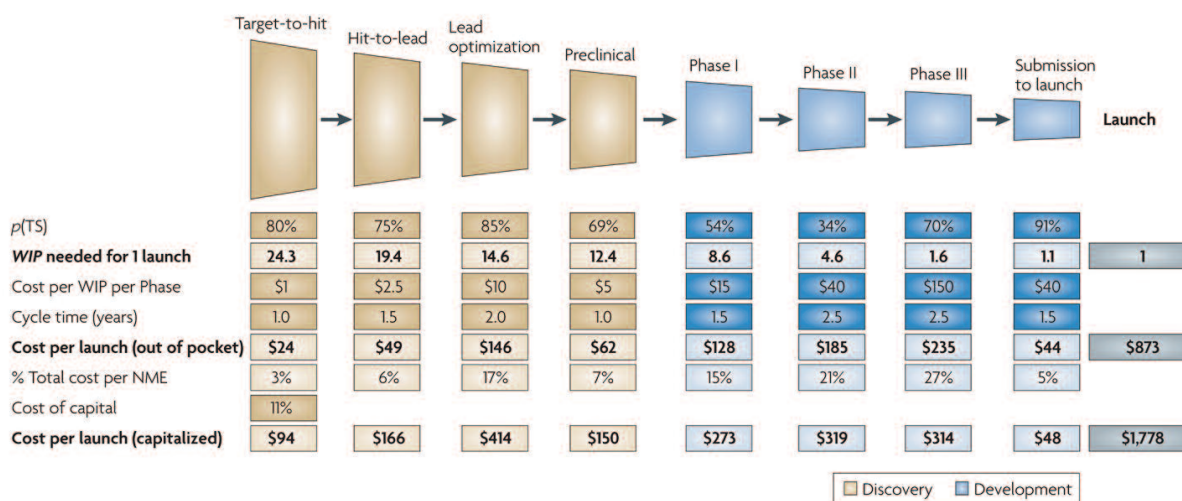 Target-to-hit
Hit-to-lead
Lead
optimization
Preclinical
Phase I
Phase II
Phase III
Submission
to launch
Launch
p(TS) 80% 75% 85% 69% 54% 34% 70% 91%
WIP needed for 1 launch 24.3 19.4 14.6 12.4 8.6 4.6 1.6 1.1 1
Cost per WIP per Phase $1 $2.5 $10 $5 $15 $40 $150 $40
Cycle time (years) 1.0 1.5 2.0 1.0 1.5 2.5 2.5 1.5
Cost per launch (out of pocket) $24 $49 $146 $62 $128 $185 $235 $44 $873
% Total cost per NME 3% 6% 17% 7% 15% 21% 27% 5%
Cost of capital 11%
Cost per launch (capitalized) $94 $166 $414 $150 $273 $319 $314 $48 $1,778
Discovery Development